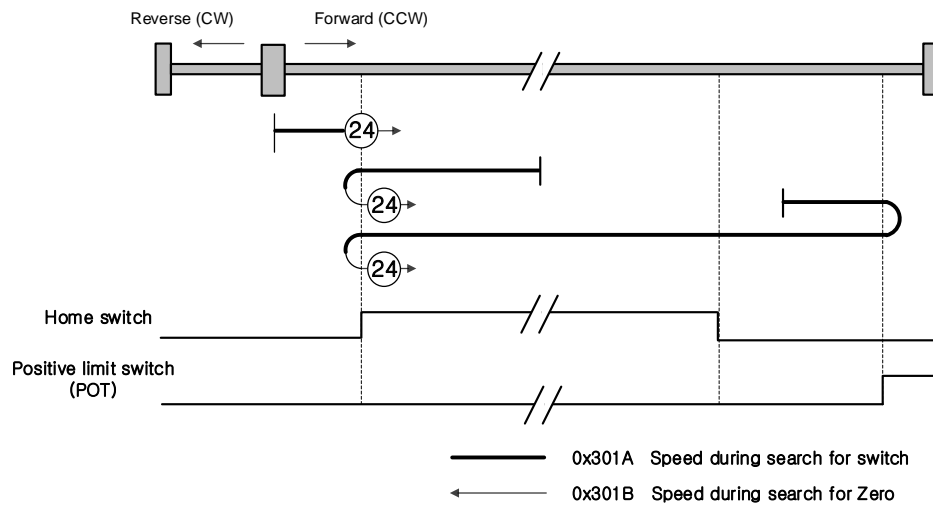 Reverse (CW) Forward (CCW)
24
24
24
Home switch
Positive limit switch
(POT)
0x301A Speed during search for switch
0x301B Speed during search for Zero